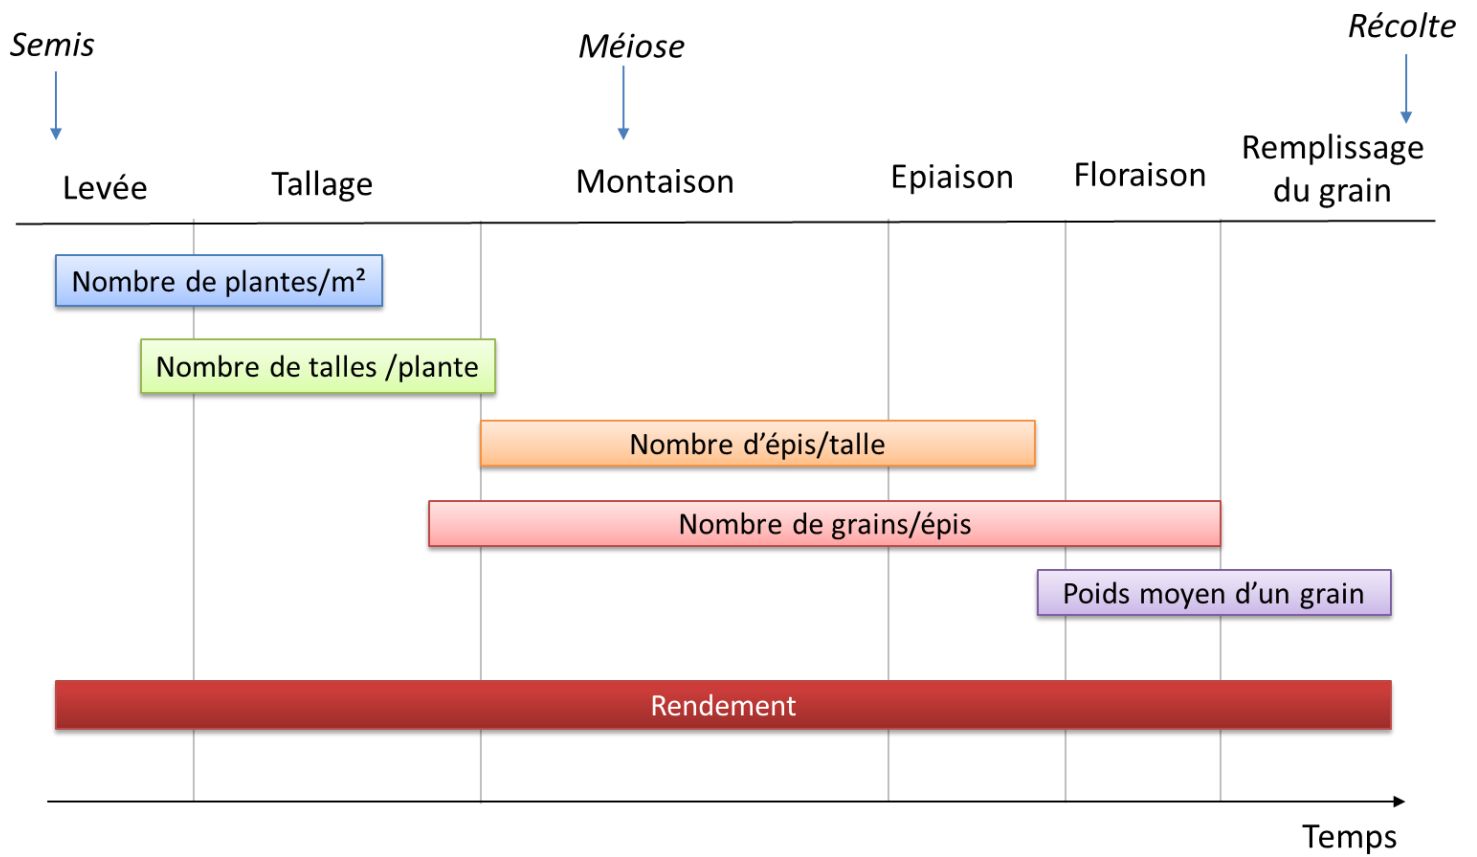 Semis
Méiose
Récolte
Levée
Tallage
Montaison
Epiaison
Floraison
Remplissage
du grain
Nombre de plantes/m²
Nombre de talles /plante
Nombre d’épis/talle
Nombre de grains/épis
Poids moyen d’un grain
Rendement
Temps